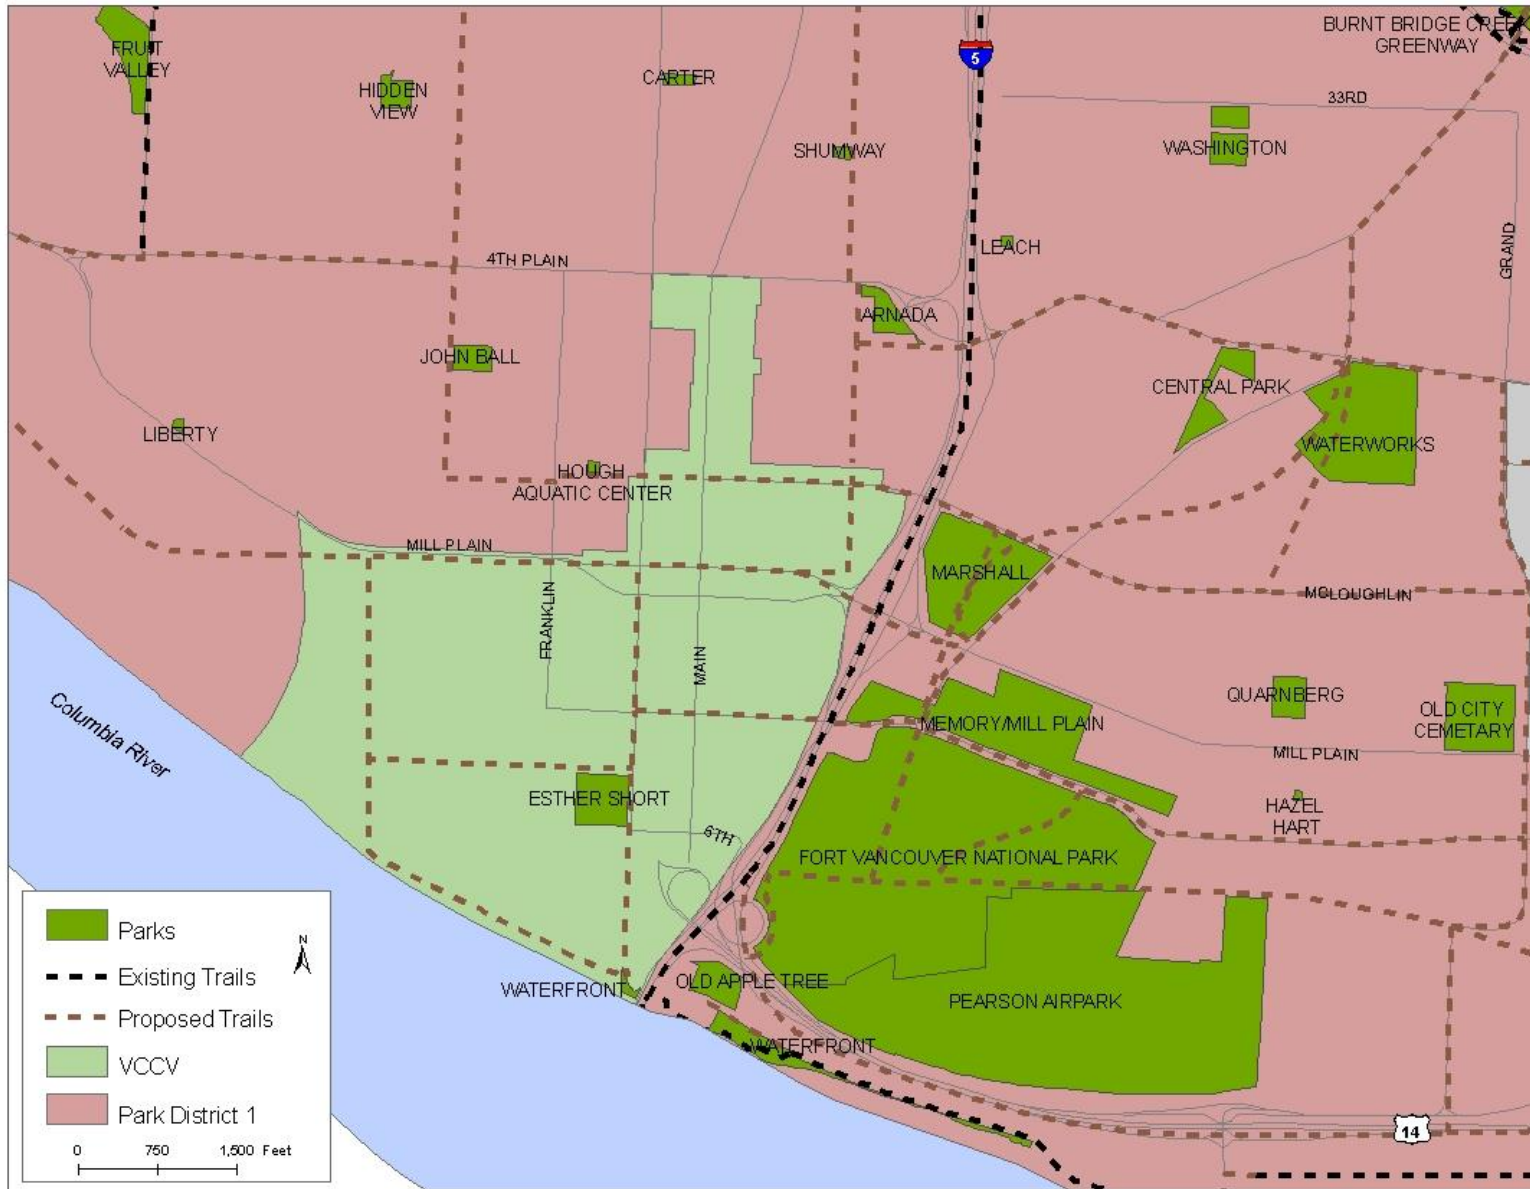 BURNT BRIDGE CREEK
GREENWAY
FRUIT
VALLEY
HIDDEN
VIEW
CARTER
5
33RD
SHUMWAY
WASHINGTON
LEACH
GRAND
4TH PLAIN
ARNADA
JOHN BALL
CENTRAL PARK
LIBERTY
WATERWORKS
HOUGH
AQUATIC CENTER
MILL PLAIN
MARSHALL
MCLOUGHLIN
FRANKLIN
MAIN
QUARNBERG
OLD CITY
CEMETARY
Columbia River
MEMORY/MILL PLAIN
MILL PLAIN
ESTHER SHORT
HAZEL
HART
6TH
FORT VANCOUVER NATIONAL PARK
WATERFRONT
OLD APPLE TREE
PEARSON AIRPARK
WATERFRONT
14
Parks
N
Existing Trails
Proposed Trails
VCCV
Park District 1
0 750 1,500 Feet